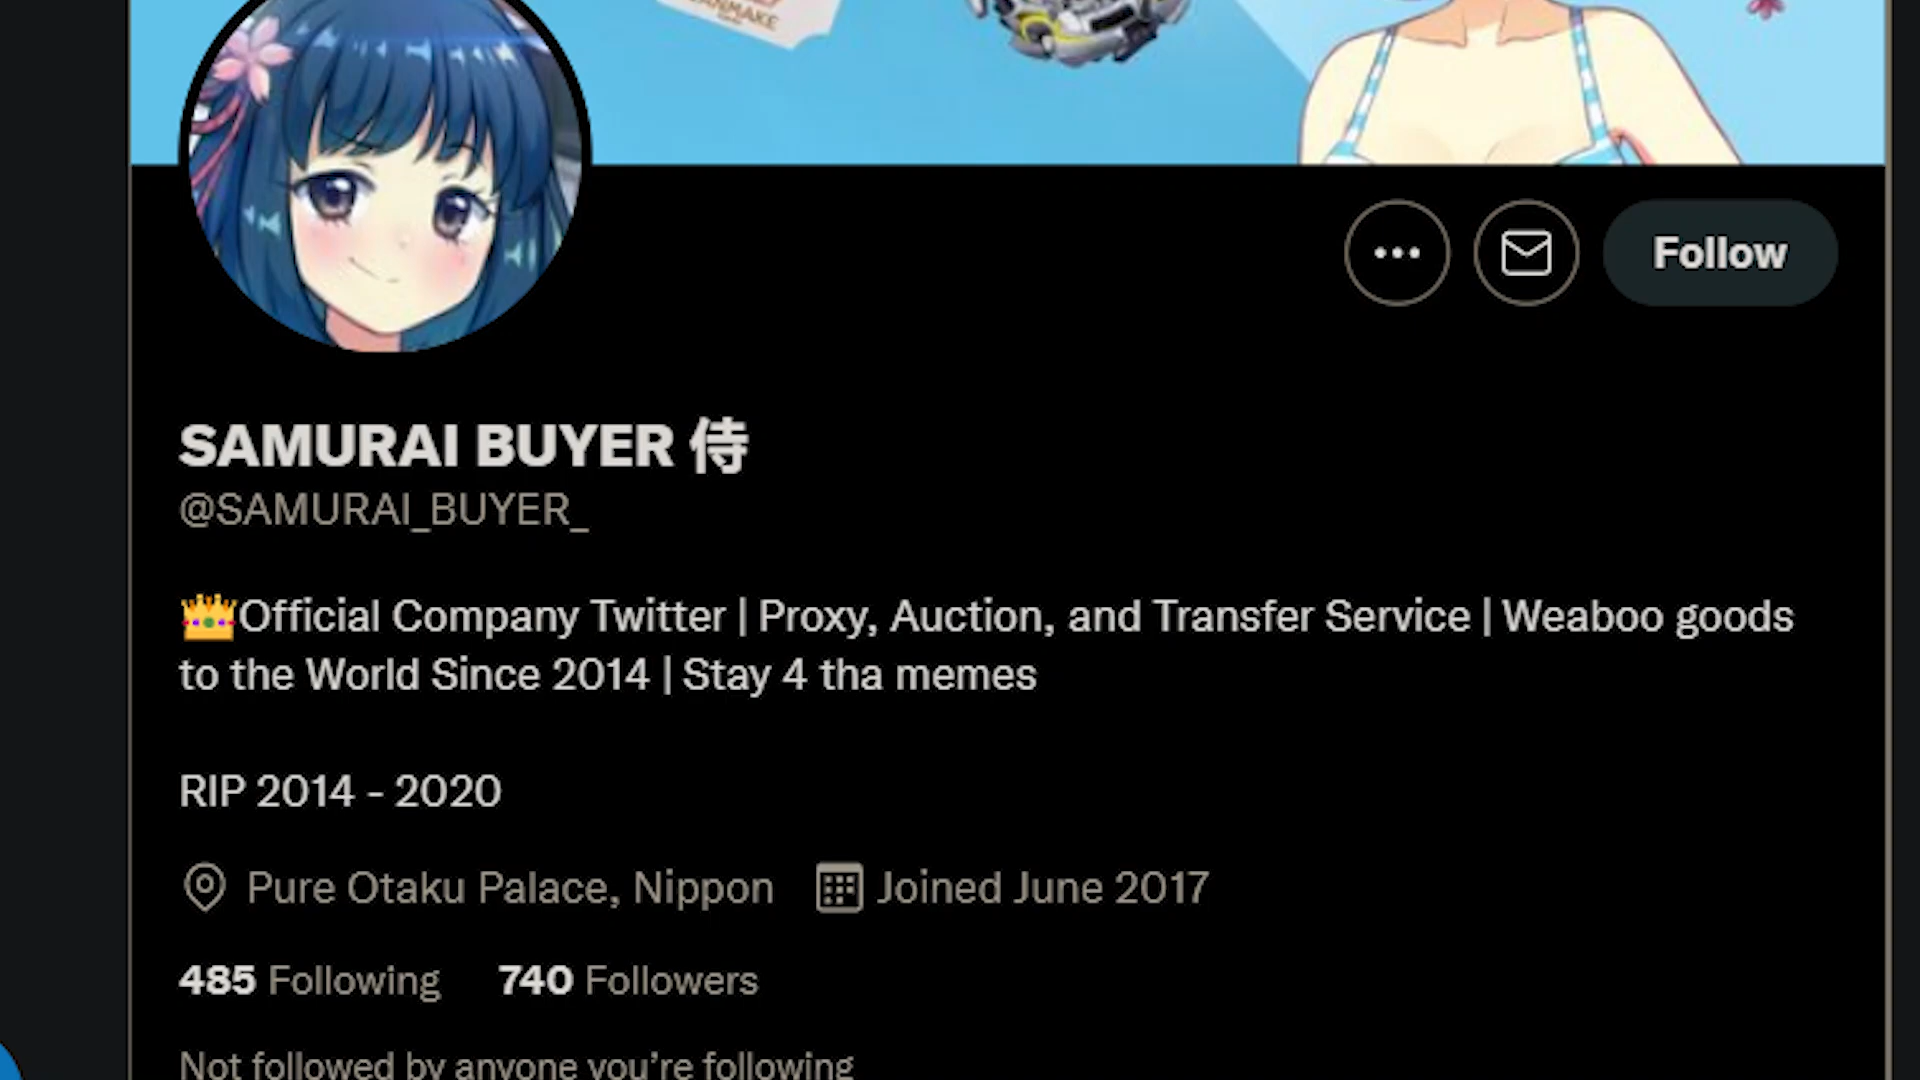 Follow
SAMURAI BUYER 侍
@SAMURAI_BUYER_
👑Official Company Twitter | Proxy, Auction, and Transfer Service | Weaboo goods
to the World Since 2014 | Stay 4 tha memes
RIP 2014 - 2020
Pure Otaku Palace, Nippon Joined June 2017
485 Following 740 Followers
Not followed by anyone you're following